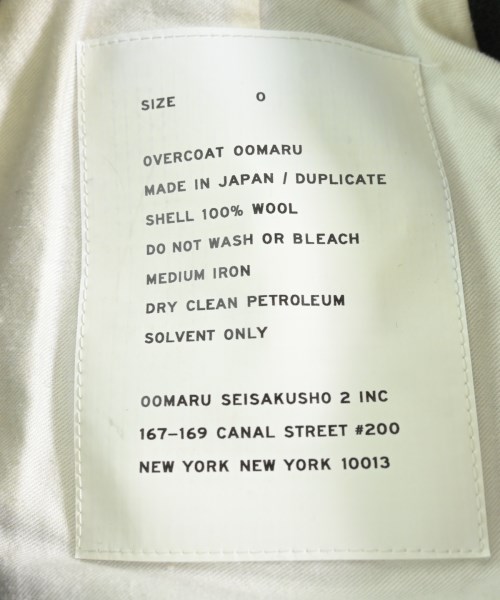 SIZE 0
OVERCOAT OOMARU
MADE IN JAPAN / DUPLICATE
SHELL 100% WOOL
DO NOT WASH OR BLEACH
MEDIUM IRON
DRY CLEAN PETROLEUM
SOLVENT ONLY
OOMARU SEISAKUSHO 2 INC
167-169 CANAL STREET #200
NEW YORK NEW YORK 10013